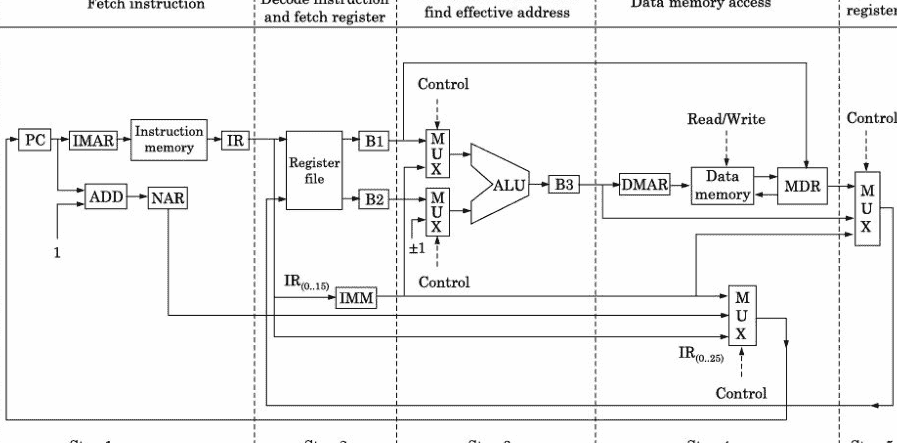 Fetch instruction
Decode instruction
and fetch register
find effective address
Data memory access
register
Control
Read/Write
Control
PC
IMAR
Instruction
memory
IR
Register
file
B1
B2
M
U
X
M
U
X
ALU
B3
DMAR
Data
memory
MDR
M
U
X
ADD
NAR
1
±1
Control
IR(0..15)
IMM
M
U
X
IR(0..25)
Control